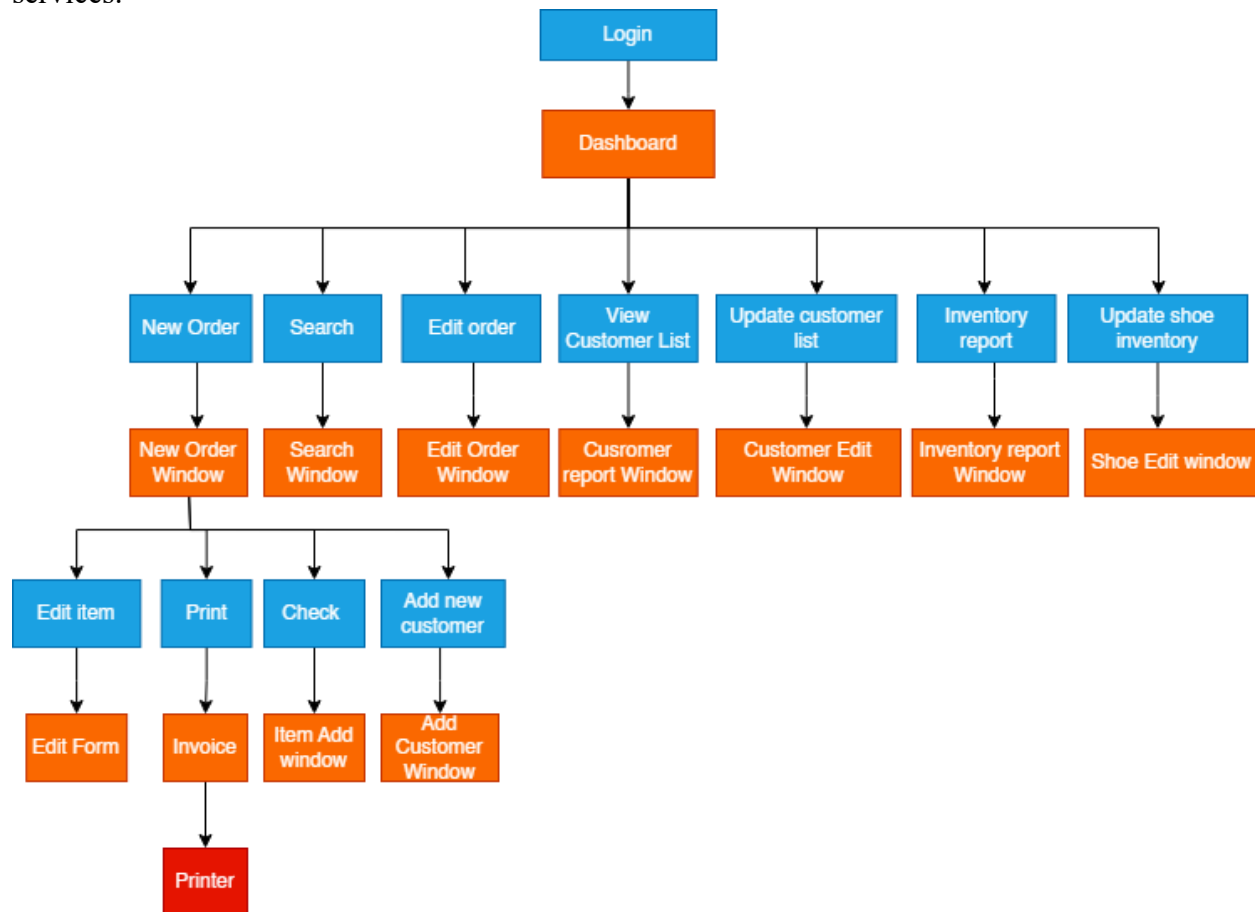 services.
Login
Dashboard
New Order
Search
Edit order
View
Customer List
Update customer
list
Inventory
report
Update shoe
inventory
New Order
Window
Search
Window
Edit Order
Window
Cusromer
report Window
Customer Edit
Window
Inventory report
Window
Shoe Edit window
Edit item
Print
Check
Add new
customer
Edit Form
Invoice
Item Add
window
Add
Customer
Window
Printer